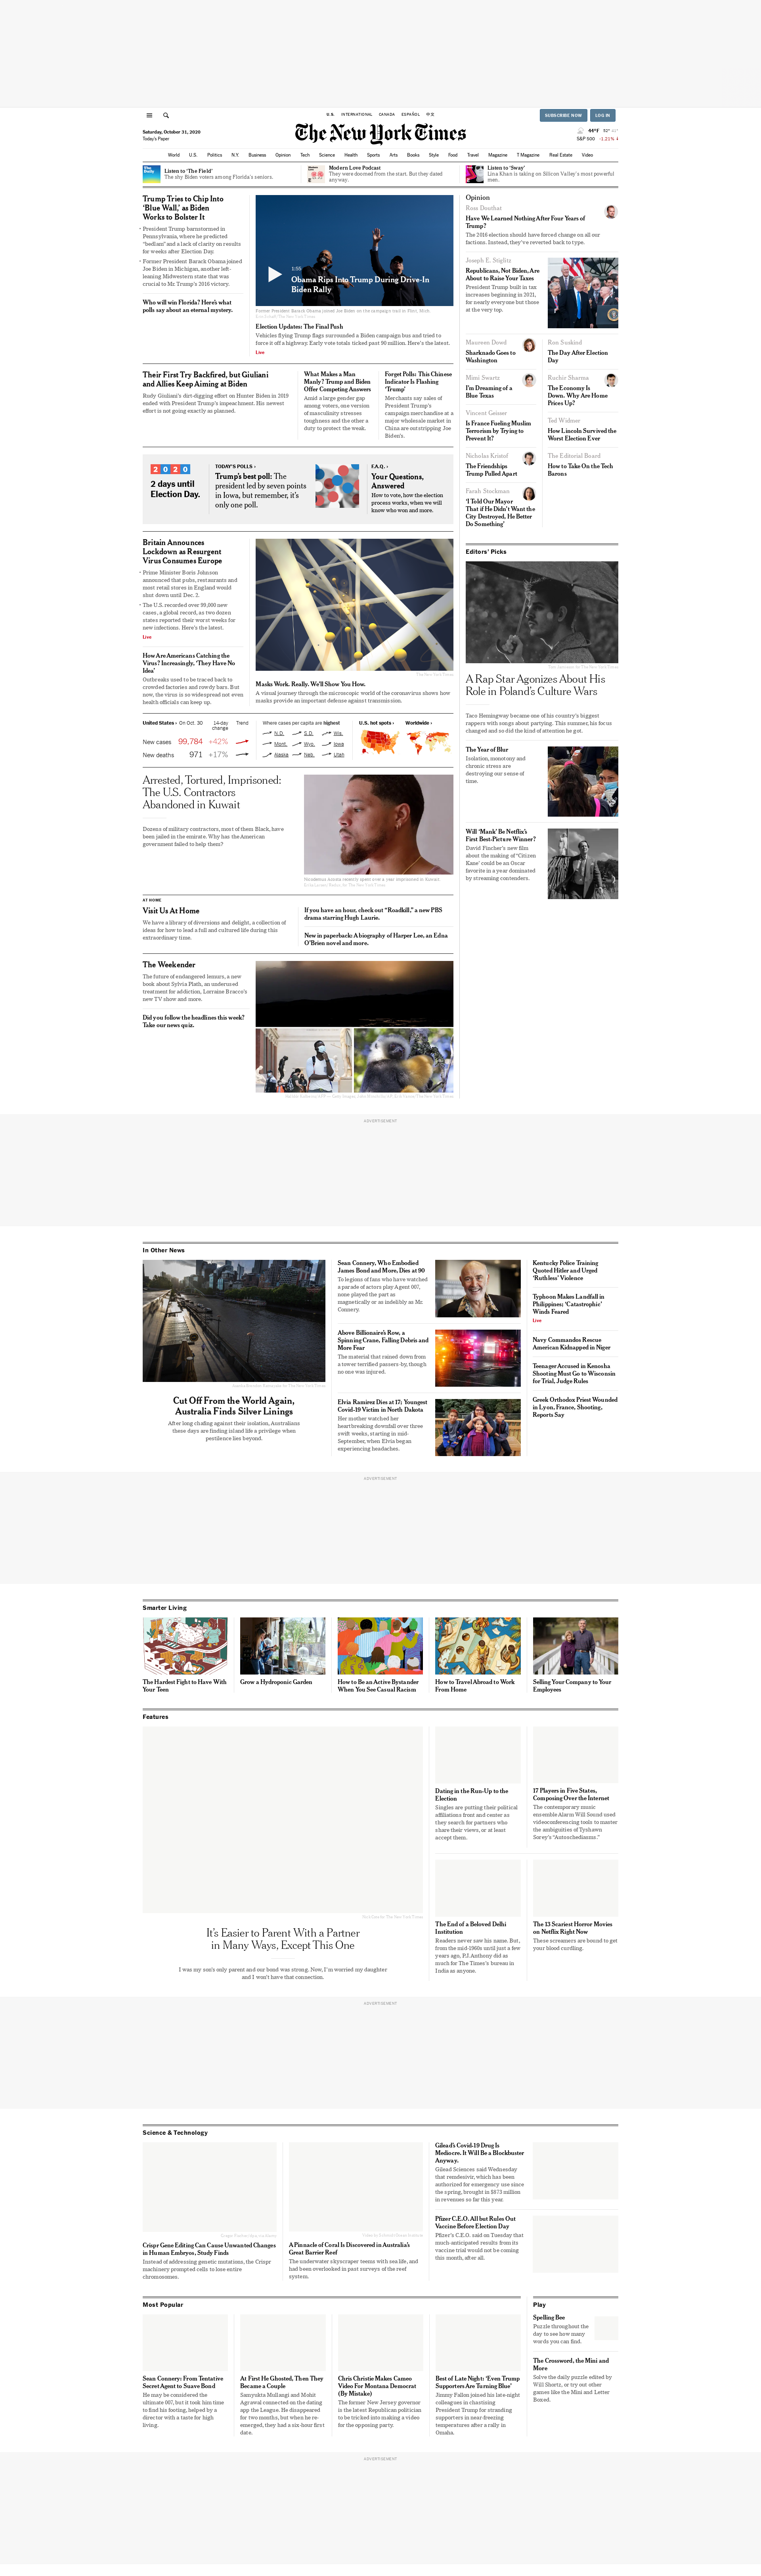 U.S. INTERNATIONAL CANADA ESPAÑOL 中文
SUBSCRIBE NOW LOG IN
Saturday, October 31, 2020
Today's Paper
The New York Times
44°F 50°
S&P 500 -1.21%
World U.S. Politics N.Y. Business Opinion Tech Science Health Sports Arts Books Style Food Travel Magazine T Magazine Real Estate Video
Listen to 'The Field'
The shy Biden voters among Florida's seniors.
Modern Love Podcast
They were doomed from the start. But they dated
anyway.
Listen to 'Sway'
Lina Khan is taking on Silicon Valley's most powerful
men.
Trump Tries to Chip Into
'Blue Wall,' as Biden
Works to Bolster It
President Trump barnstormed in
Pennsylvania, where he predicted
"bedlam" and a lack of clarity on results
for weeks after Election Day.
Former President Barack Obama joined
Joe Biden in Michigan, another left-
leaning Midwestern state that was
crucial to Mr. Trump's 2016 victory.
Who will win Florida? Here's what
polls say about an eternal mystery.
1:55
Obama Rips Into Trump During Drive-In
Biden Rally
Former President Barack Obama joined Joe Biden on the campaign trail in Flint, Mich.
Election Updates: The Final Push
Vehicles flying Trump flags surrounded a Biden campaign bus and tried to
force it off a highway. Early vote totals ticked past 90 million. Here's the latest.
Live
Their First Try Backfired, but Giuliani
and Allies Keep Aiming at Biden
Rudy Giuliani's dirt-digging effort on Hunter Biden in 2019
ended with President Trump's impeachment. His newest
effort is not going exactly as planned.
What Makes a Man
Manly? Trump and Biden
Offer Competing Answers
Amid a large gender gap
among voters, one version
of masculinity stresses
toughness and the other a
duty to protect the weak.
Forget Polls: This Chinese
Indicator Is Flashing
'Trump'
Merchants say sales of
President Trump's
campaign merchandise at a
major wholesale market in
China are outstripping Joe
Biden's.
2020
2 days until
Election Day.
TODAY'S POLLS ›
Trump's best poll: The
president led by seven points
in Iowa, but remember, it's
only one poll.
F.A.Q. ›
Your Questions,
Answered
How to vote, how the election
process works, when we will
know who won and more.
Britain Announces
Lockdown as Resurgent
Virus Consumes Europe
Prime Minister Boris Johnson
announced that pubs, restaurants and
most retail stores in England would
shut down until Dec. 2.
The U.S. recorded over 99,000 new
cases, a global record, as two dozen
states reported their worst weeks for
new infections. Here's the latest.
Live
How Are Americans Catching the
Virus? Increasingly, 'They Have No
Idea'
Outbreaks used to be traced back to
crowded factories and rowdy bars. But
now, the virus is so widespread not even
health officials can keep up.
The New York Times
Masks Work. Really. We'll Show You How.
A visual journey through the microscopic world of the coronavirus shows how
masks provide an important defense against transmission.
United States › On Oct. 30 14-day
change Trend
New cases 99,784 +42%
New deaths 971 +17%
Where cases per capita are highest
N.D. S.D. Wis.
Mont. Wyo. Iowa
Alaska Neb. Utah
U.S. hot spots › Worldwide ›
Arrested, Tortured, Imprisoned:
The U.S. Contractors
Abandoned in Kuwait
Dozens of military contractors, most of them Black, have
been jailed in the emirate. Why has the American
government failed to help them?
AT HOME
Visit Us At Home
We have a library of diversions and delight, a collection of
ideas for how to lead a full and cultured life during this
extraordinary time.
If you have an hour, check out "Roadkill," a new PBS
drama starring Hugh Laurie.
New in paperback: A biography of Harper Lee, an Edna
O'Brien novel and more.
The Weekender
The future of endangered lemurs, a new
book about Sylvia Plath, an underused
treatment for addiction, Lorraine Bracco's
new TV show and more.
Did you follow the headlines this week?
Take our news quiz.
Opinion
Ross Douthat
Have We Learned Nothing After Four Years of
Trump?
The 2016 election should have forced change on all our
factions. Instead, they've reverted back to type.
Joseph E. Stiglitz
Republicans, Not Biden, Are
About to Raise Your Taxes
President Trump built in tax
increases beginning in 2021,
for nearly everyone but those
at the very top.
Maureen Dowd
Sharknado Goes to
Washington
Ron Suskind
The Day After Election
Day
Mimi Swartz
I'm Dreaming of a
Blue Texas
Ruchir Sharma
The Economy Is
Down. Why Are Home
Prices Up?
Vincent Geisser
Is France Fueling Muslim
Terrorism by Trying to
Prevent It?
Ted Widmer
How Lincoln Survived the
Worst Election Ever
Nicholas Kristof
The Friendships
Trump Pulled Apart
The Editorial Board
How to Take On the Tech
Barons
Farah Stockman
'I Told Our Mayor
That if He Didn't Want the
City Destroyed, He Better
Do Something'
Editors' Picks
A Rap Star Agonizes About His
Role in Poland's Culture Wars
Taco Hemingway became one of his country's biggest
rappers with songs about partying. This summer, his focus
changed and so did the kind of attention he got.
The Year of Blur
Isolation, monotony and
chronic stress are
destroying our sense of
time.
Will 'Mank' Be Netflix's
First Best-Picture Winner?
David Fincher's new film
about the making of "Citizen
Kane" could be an Oscar
favorite in a year dominated
by streaming contenders.
ADVERTISEMENT
In Other News
Cut Off From the World Again,
Australia Finds Silver Linings
After long chafing against their isolation, Australians
these days are finding island life a privilege when
pestilence lies beyond.
Sean Connery, Who Embodied
James Bond and More, Dies at 90
To legions of fans who have watched
a parade of actors play Agent 007,
none played the part as
magnetically or as indelibly as Mr.
Connery.
Above Billionaire's Row, a
Spinning Crane, Falling Debris and
More Fear
The material that rained down from
a tower terrified passers-by, though
no one was injured.
Elvia Ramirez Dies at 17; Youngest
Covid-19 Victim in North Dakota
Her mother watched her
heartbreaking downfall over three
swift weeks, starting in mid-
September, when Elvia began
experiencing headaches.
Kentucky Police Training
Quoted Hitler and Urged
'Ruthless' Violence
Typhoon Makes Landfall in
Philippines; 'Catastrophic'
Winds Feared
Live
Navy Commandos Rescue
American Kidnapped in Niger
Teenager Accused in Kenosha
Shooting Must Go to Wisconsin
for Trial, Judge Rules
Greek Orthodox Priest Wounded
in Lyon, France, Shooting,
Reports Say
ADVERTISEMENT
Smarter Living
The Hardest Fight to Have With
Your Teen
Grow a Hydroponic Garden
How to Be an Active Bystander
When You See Casual Racism
How to Travel Abroad to Work
From Home
Selling Your Company to Your
Employees
Features
It's Easier to Parent With a Partner
in Many Ways, Except This One
I was my son's only parent and our bond was strong. Now, I'm worried my daughter
and I won't have that connection.
Dating in the Run-Up to the
Election
Singles are putting their political
affiliations front and center as
they search for partners who
share their views, or at least
accept them.
17 Players in Five States,
Composing Over the Internet
The contemporary music
ensemble Alarm Will Sound used
videoconferencing tools to master
the ambiguities of Tyshawn
Sorey's "Autoschediasms."
The End of a Beloved Delhi
Institution
Readers never saw his name. But,
from the mid-1980s until just a few
years ago, P.J. Anthony did as
much for The Times's bureau in
India as anyone.
The 13 Scariest Horror Movies
on Netflix Right Now
These screamers are bound to get
your blood curdling.
ADVERTISEMENT
Science & Technology
Crispr Gene Editing Can Cause Unwanted Changes
in Human Embryos, Study Finds
Instead of addressing genetic mutations, the Crispr
machinery prompted cells to lose entire
chromosomes.
A Pinnacle of Coral Is Discovered in Australia's
Great Barrier Reef
The underwater skyscraper teems with sea life, and
had been overlooked in past surveys of the reef
system.
Gilead's Covid-19 Drug Is
Mediocre. It Will Be a Blockbuster
Anyway.
Gilead Sciences said Wednesday
that remdesivir, which has been
authorized for emergency use since
the spring, brought in $873 million
in revenues so far this year.
Pfizer C.E.O. All but Rules Out
Vaccine Before Election Day
Pfizer's C.E.O. said on Tuesday that
much-anticipated results from its
vaccine trial would not be coming
this month, after all.
Most Popular
Sean Connery: From Tentative
Secret Agent to Suave Bond
He may be considered the
ultimate 007, but it took him time
to find his footing, helped by a
director with a taste for high
living.
At First He Ghosted, Then They
Became a Couple
Samyukta Mullangi and Mohit
Agrawal connected on the dating
app the League. He disappeared
for two months, but when he re-
emerged, they had a six-hour first
date.
Chris Christie Makes Cameo
Video For Montana Democrat
(By Mistake)
The former New Jersey governor
is the latest Republican politician
to be tricked into making a video
for the opposing party.
Best of Late Night: 'Even Trump
Supporters Are Turning Blue'
Jimmy Fallon joined his late-night
colleagues in chastising
President Trump for stranding
supporters in near-freezing
temperatures after a rally in
Omaha.
Play
Spelling Bee
Puzzle throughout the
day to see how many
words you can find.
The Crossword, the Mini and
More
Solve the daily puzzle edited by
Will Shortz, or try out other
games like the Mini and Letter
Boxed.
ADVERTISEMENT